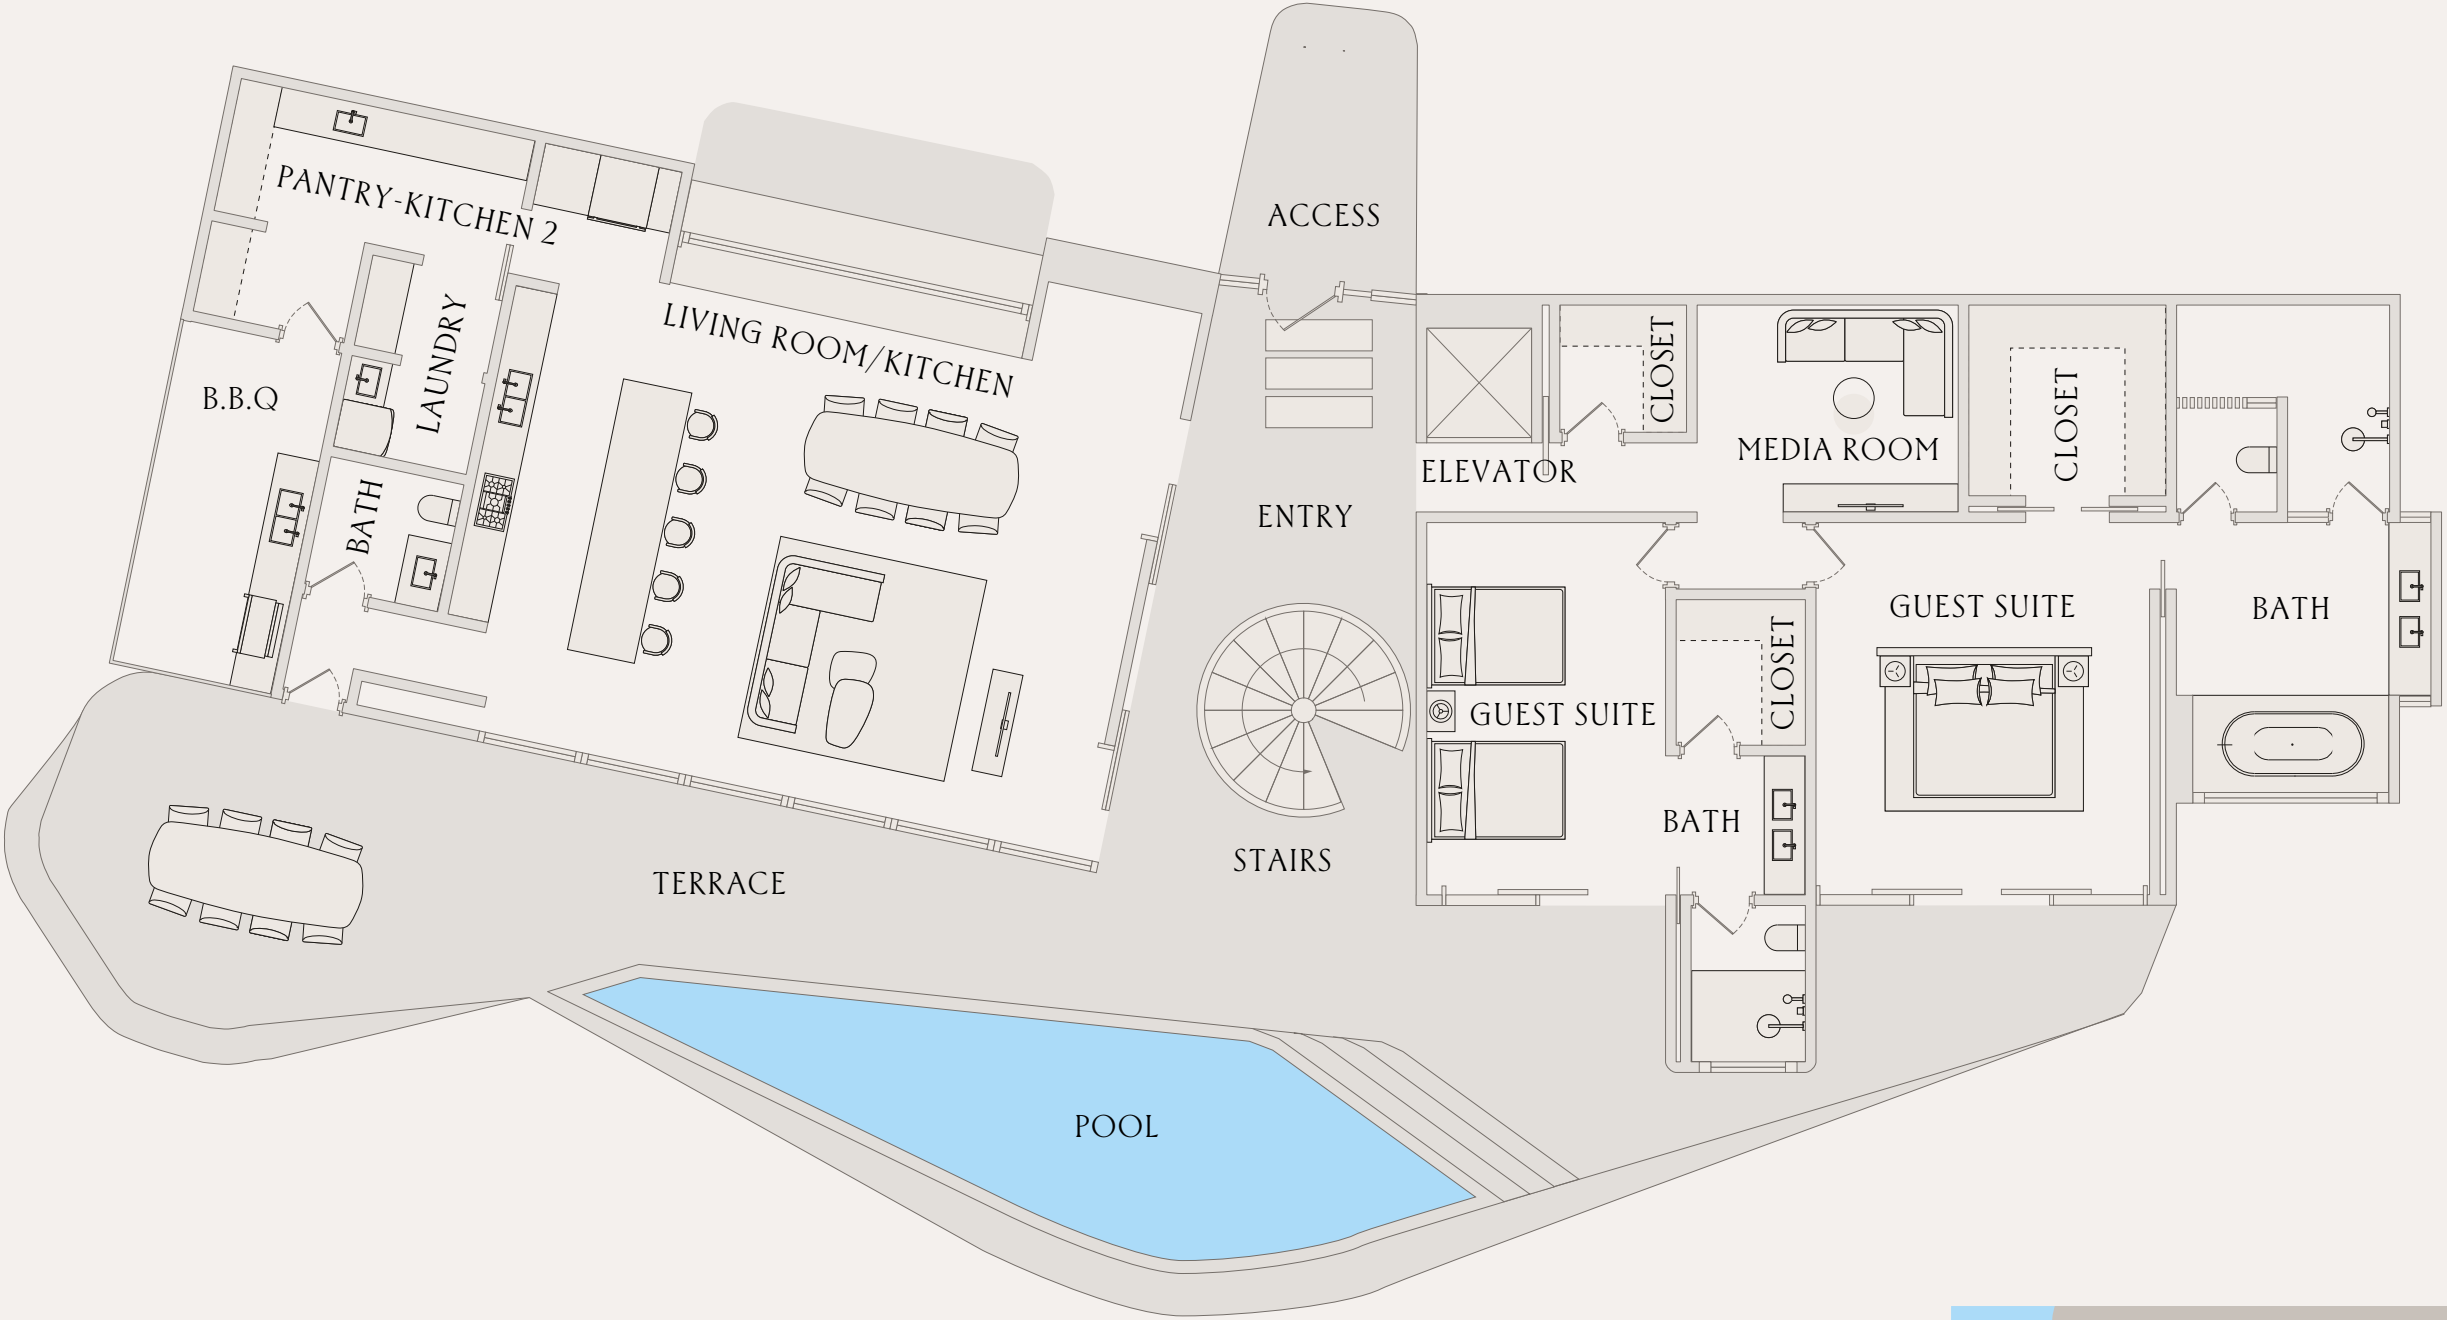 PANTRY-KITCHEN 2
ACCESS
LIVING ROOM/KITCHEN
LAUNDRY
B.B.Q
BATH
CLOSET
MEDIA ROOM
CLOSET
ELEVATOR
ENTRY
GUEST SUITE
BATH
CLOSET
GUEST SUITE
BATH
STAIRS
TERRACE
POOL